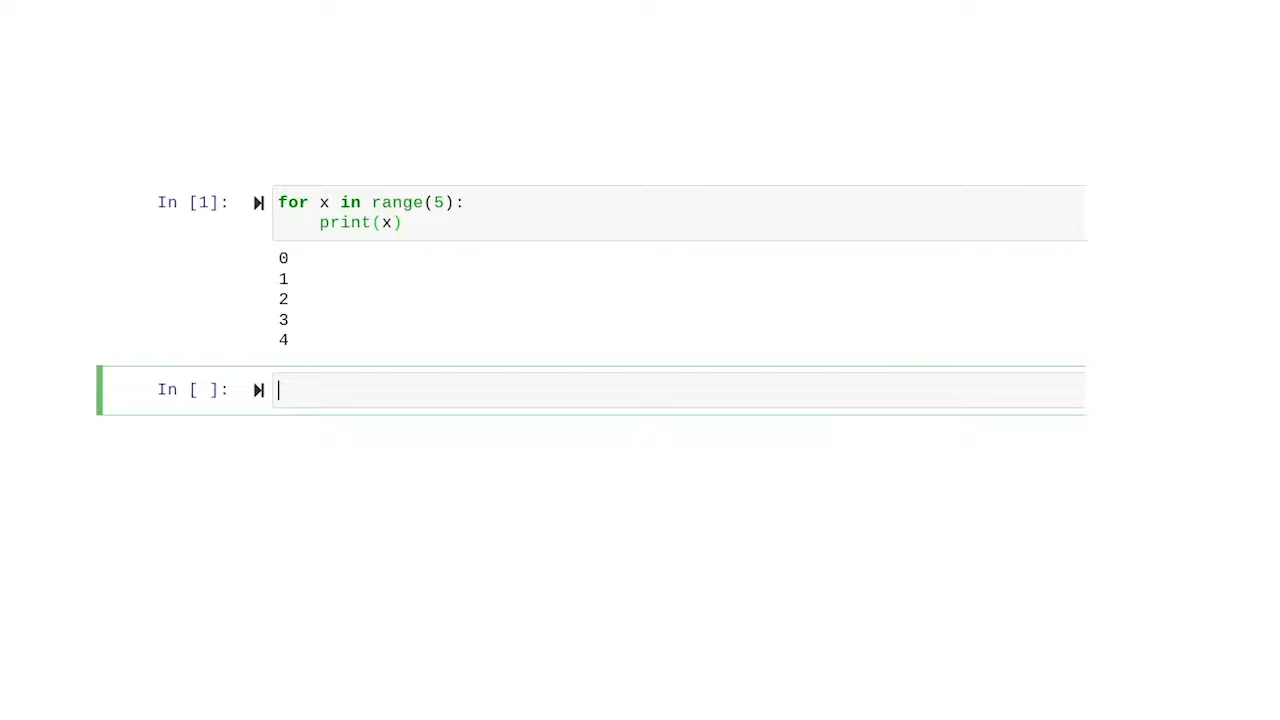 In [1]: for x in range(5):
    print(x)
0
1
2
3
4
In [ ]: